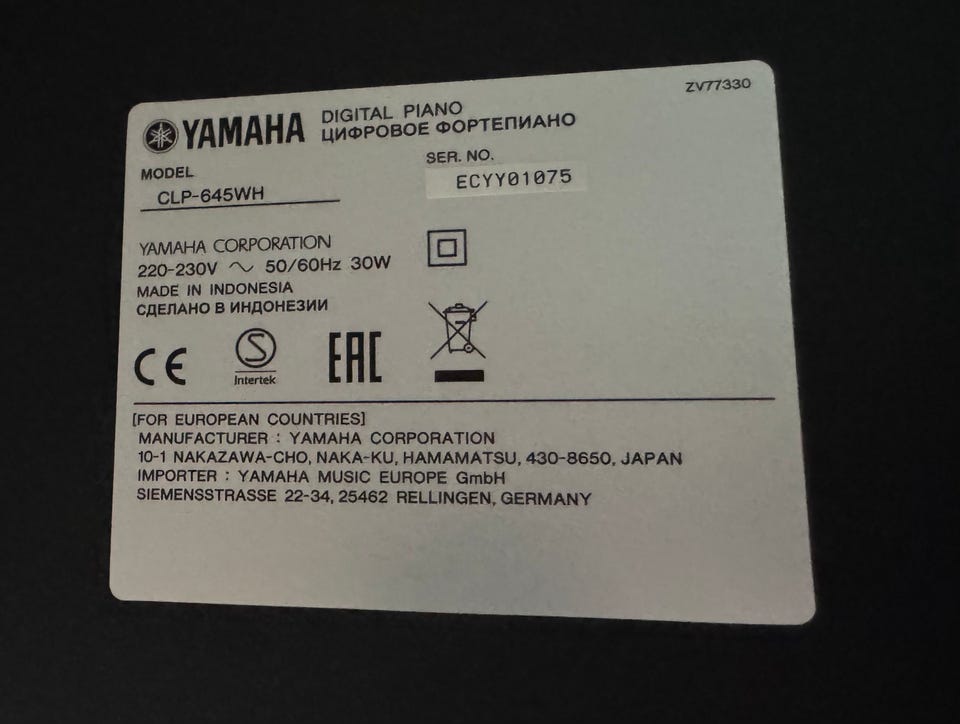 ZV77330
YAMAHA DIGITAL PIANO
ЦИФРОВОЕ ФОРТЕПИАНО
MODEL
CLP-645WH
SER. NO.
ECYY01075
YAMAHA CORPORATION
220-230V ~ 50/60Hz 30W
MADE IN INDONESIA
СДЕЛАНО В ИНДОНЕЗИИ
CE
S
Intertek
EAC
[FOR EUROPEAN COUNTRIES]
MANUFACTURER : YAMAHA CORPORATION
10-1 NAKAZAWA-CHO, NAKA-KU, HAMAMATSU, 430-8650, JAPAN
IMPORTER : YAMAHA MUSIC EUROPE GmbH
SIEMENSSTRASSE 22-34, 25462 RELLINGEN, GERMANY